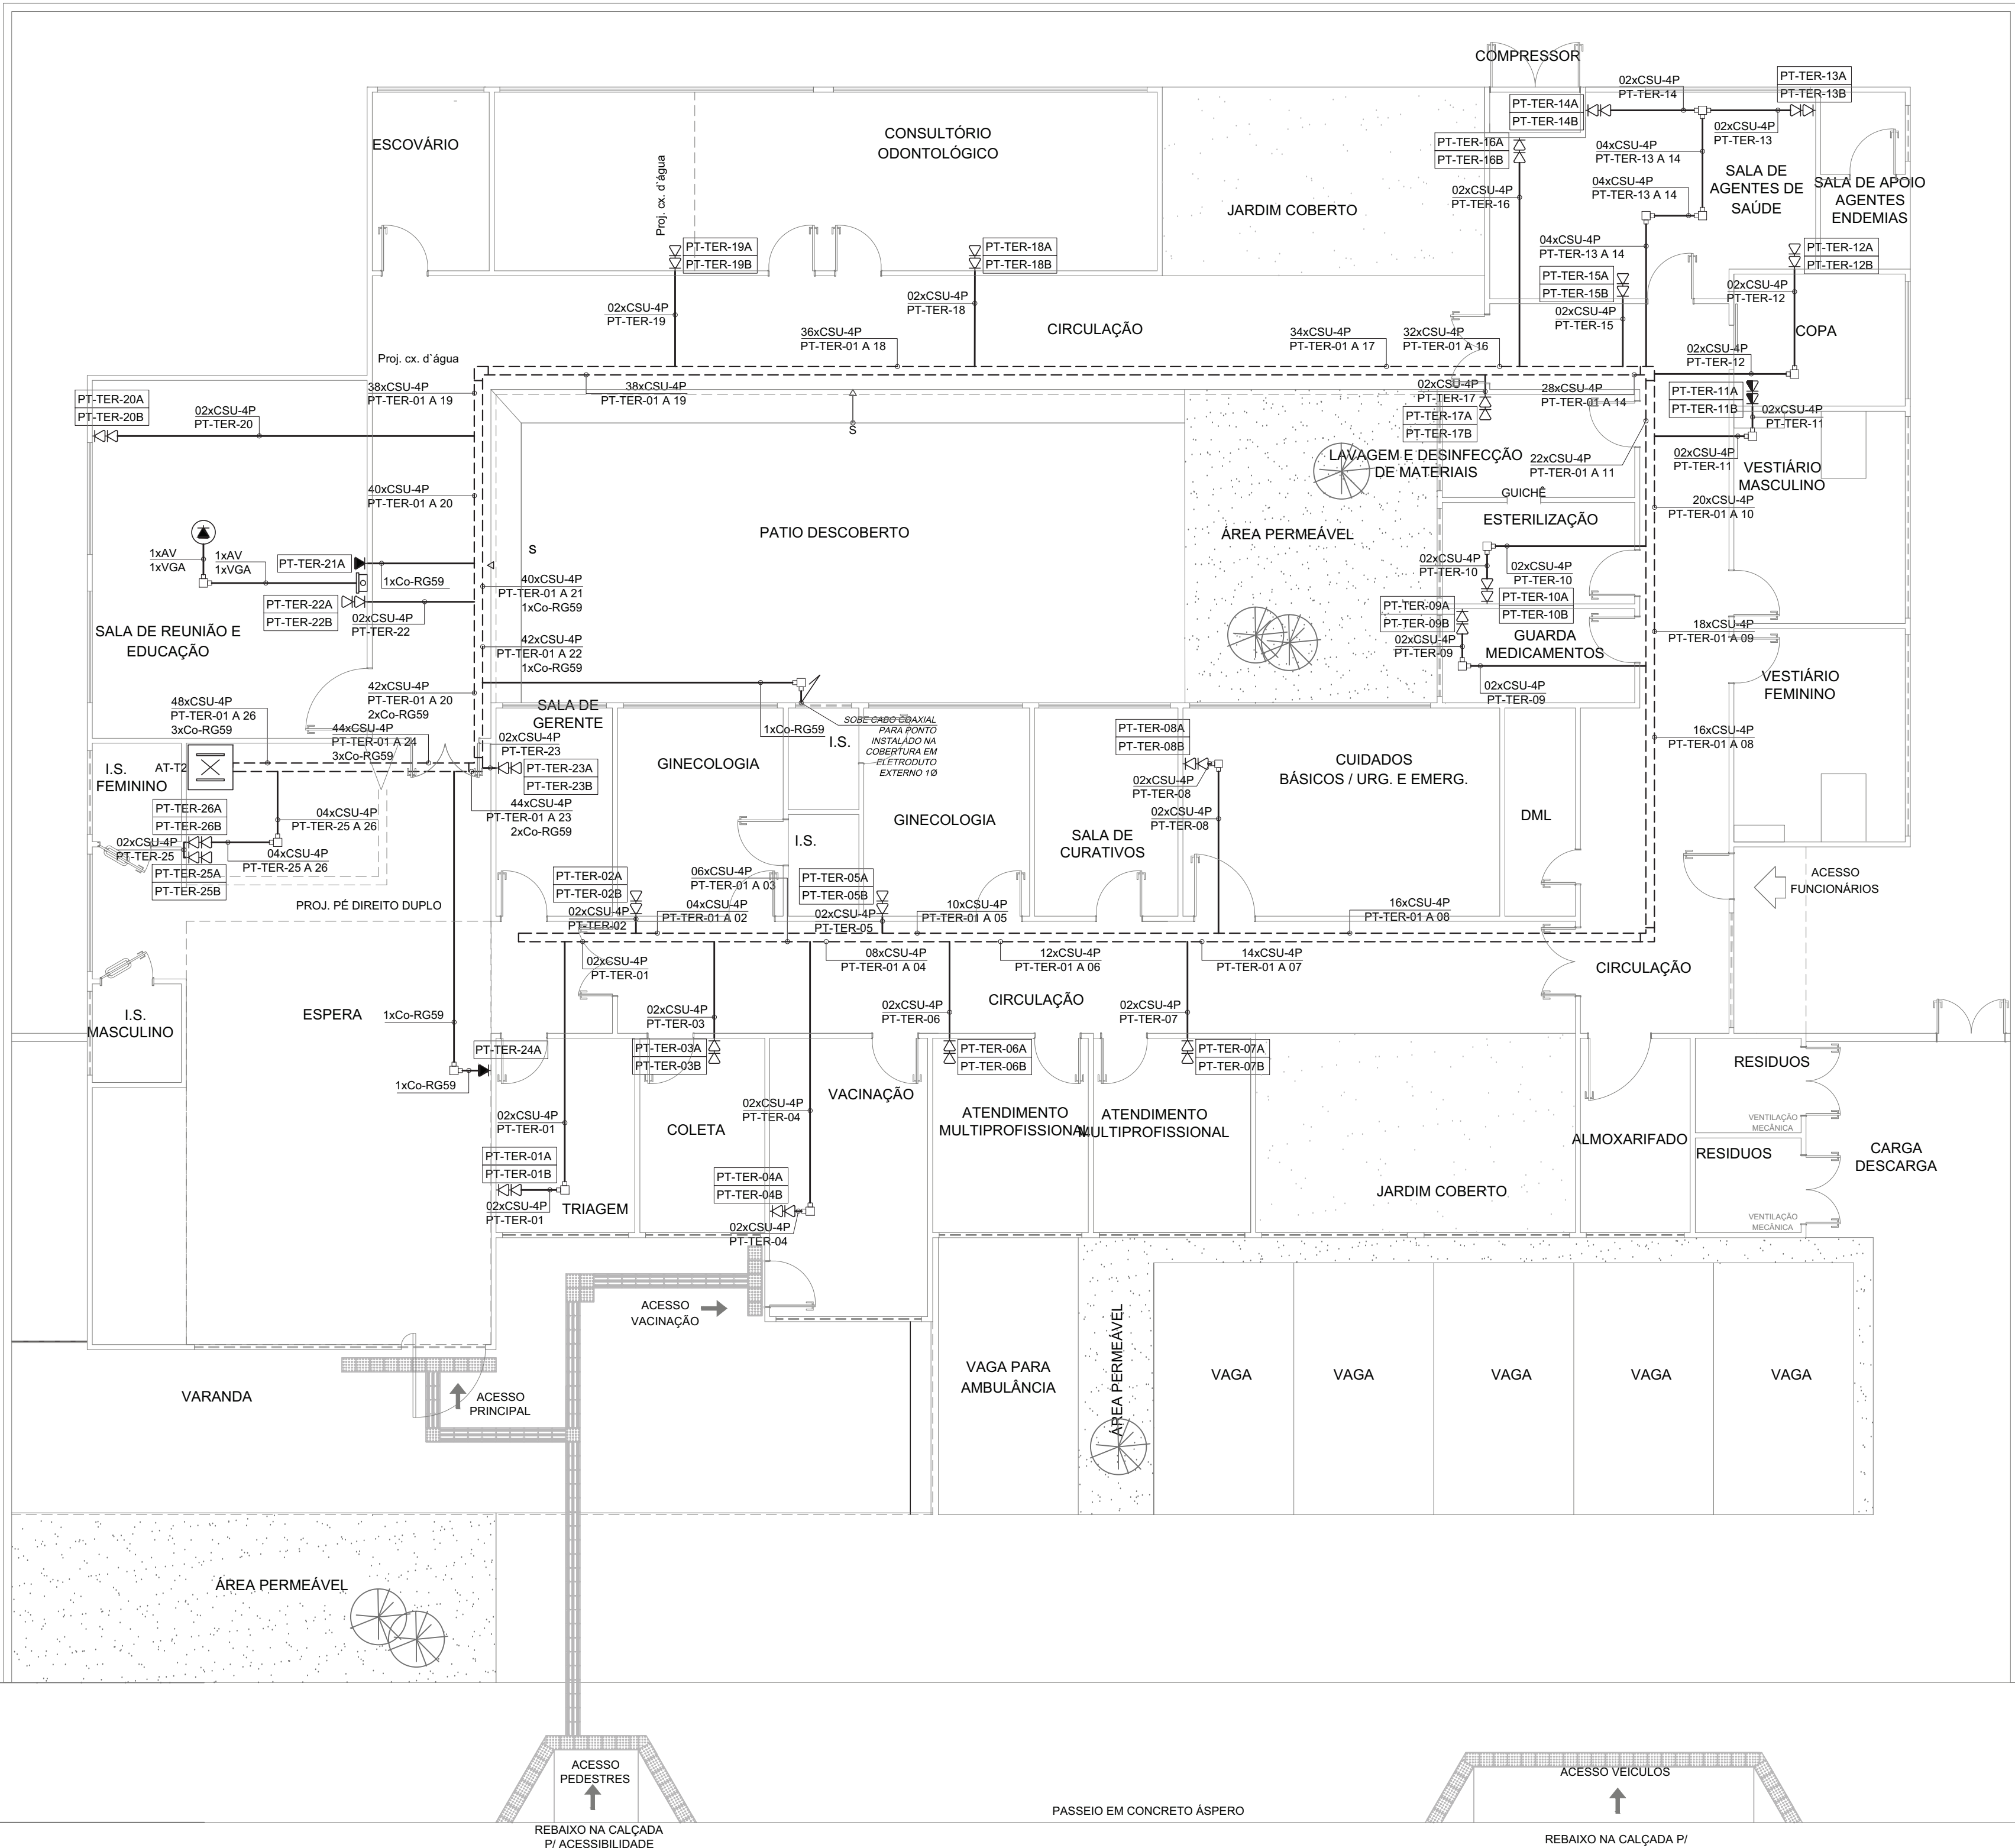 COMPRESSOR
02xCSU-4P
PT-TER-14
PT-TER-13A
PT-TER-13B
PT-TER-14A
PT-TER-14B
02xCSU-4P
PT-TER-13
ESCOVÁRIO
CONSULTÓRIO
ODONTOLÓGICO
PT-TER-16A
PT-TER-16B
04xCSU-4P
PT-TER-13 A 14
04xCSU-4P
PT-TER-13 A 14
SALA DE
AGENTES DE
SAÚDE
SALA DE APOIO
AGENTES
ENDEMIAS
Proj. cx. d`água
02xCSU-4P
PT-TER-16
JARDIM COBERTO
PT-TER-19A
PT-TER-19B
PT-TER-18A
PT-TER-18B
04xCSU-4P
PT-TER-13 A 14
PT-TER-12A
PT-TER-12B
PT-TER-15A
PT-TER-15B
02xCSU-4P
PT-TER-12
02xCSU-4P
PT-TER-19
02xCSU-4P
PT-TER-18
02xCSU-4P
PT-TER-15
CIRCULAÇÃO
COPA
36xCSU-4P
PT-TER-01 A 18
34xCSU-4P
PT-TER-01 A 17
32xCSU-4P
PT-TER-01 A 16
02xCSU-4P
PT-TER-12
Proj. cx. d`água
38xCSU-4P
PT-TER-01 A 19
38xCSU-4P
PT-TER-01 A 19
02xCSU-4P
PT-TER-17
28xCSU-4P
PT-TER-01 A 14
PT-TER-11A
PT-TER-11B
PT-TER-20A
PT-TER-20B
02xCSU-4P
PT-TER-20
S
PT-TER-17A
PT-TER-17B
02xCSU-4P
PT-TER-11
LAVAGEM E DESINFECÇÃO
DE MATERIAIS
22xCSU-4P
PT-TER-01 A 11
02xCSU-4P
PT-TER-11
VESTIÁRIO
MASCULINO
40xCSU-4P
PT-TER-01 A 20
GUICHÊ
20xCSU-4P
PT-TER-01 A 10
ESTERILIZAÇÃO
PATIO DESCOBERTO
ÁREA PERMEÁVEL
1xAV
1xVGA
1xAV
1xVGA
PT-TER-21A
1xCo-RG59
S
40xCSU-4P
PT-TER-01 A 21
1xCo-RG59
02xCSU-4P
PT-TER-10
02xCSU-4P
PT-TER-10
PT-TER-10A
PT-TER-10B
PT-TER-22A
PT-TER-22B
02xCSU-4P
PT-TER-22
PT-TER-09A
PT-TER-09B
02xCSU-4P
PT-TER-09
SALA DE REUNIÃO E
EDUCAÇÃO
42xCSU-4P
PT-TER-01 A 22
1xCo-RG59
GUARDA
MEDICAMENTOS
18xCSU-4P
PT-TER-01 A 09
02xCSU-4P
PT-TER-09
VESTIÁRIO
FEMININO
42xCSU-4P
PT-TER-01 A 20
2xCo-RG59
48xCSU-4P
PT-TER-01 A 26
3xCo-RG59
44xCSU-4P
PT-TER-01 A 24
3xCo-RG59
SALA DE
GERENTE
02xCSU-4P
PT-TER-23
1xCo-RG59
I.S.
SOBE CABO COAXIAL
PARA PONTO
INSTALADO NA
COBERTURA EM
ELETRODUTO
EXTERNO 1Ø
PT-TER-08A
PT-TER-08B
16xCSU-4P
PT-TER-01 A 08
I.S.
FEMININO
AT-T2
PT-TER-23A
PT-TER-23B
GINECOLOGIA
CUIDADOS
BÁSICOS / URG. E EMERG.
02xCSU-4P
PT-TER-08
PT-TER-26A
PT-TER-26B
04xCSU-4P
PT-TER-25 A 26
44xCSU-4P
PT-TER-01 A 23
2xCo-RG59
GINECOLOGIA
02xCSU-4P
PT-TER-08
DML
02xCSU-4P
PT-TER-25
04xCSU-4P
PT-TER-25 A 26
I.S.
SALA DE
CURATIVOS
PT-TER-25A
PT-TER-25B
PT-TER-02A
PT-TER-02B
06xCSU-4P
PT-TER-01 A 03
PT-TER-05A
PT-TER-05B
ACESSO
FUNCIONÁRIOS
PROJ. PÉ DIREITO DUPLO
02xCSU-4P
PT-TER-02
04xCSU-4P
PT-TER-01 A 02
02xCSU-4P
PT-TER-05
10xCSU-4P
PT-TER-01 A 05
16xCSU-4P
PT-TER-01 A 08
02xCSU-4P
PT-TER-01
08xCSU-4P
PT-TER-01 A 04
12xCSU-4P
PT-TER-01 A 06
14xCSU-4P
PT-TER-01 A 07
CIRCULAÇÃO
CIRCULAÇÃO
I.S.
MASCULINO
ESPERA
1xCo-RG59
02xCSU-4P
PT-TER-03
02xCSU-4P
PT-TER-06
02xCSU-4P
PT-TER-07
PT-TER-24A
PT-TER-03A
PT-TER-03B
PT-TER-06A
PT-TER-06B
PT-TER-07A
PT-TER-07B
RESIDUOS
1xCo-RG59
VACINAÇÃO
02xCSU-4P
PT-TER-01
COLETA
02xCSU-4P
PT-TER-04
ATENDIMENTO
MULTIPROFISSIONAL
ATENDIMENTO
MULTIPROFISSIONAL
VENTILAÇÃO
MECÂNICA
ALMOXARIFADO
RESIDUOS
CARGA
DESCARGA
PT-TER-01A
PT-TER-01B
PT-TER-04A
PT-TER-04B
JARDIM COBERTO
02xCSU-4P
PT-TER-01
TRIAGEM
02xCSU-4P
PT-TER-04
VENTILAÇÃO
MECÂNICA
ACESSO
VACINAÇÃO
VARANDA
ACESSO
PRINCIPAL
VAGA PARA
AMBULÂNCIA
ÁREA PERMEÁVEL
VAGA
VAGA
VAGA
VAGA
VAGA
ÁREA PERMEÁVEL
ACESSO
PEDESTRES
ACESSO VEICULOS
PASSEIO EM CONCRETO ÁSPERO
REBAIXO NA CALÇADA
P/ ACESSIBILIDADE
REBAIXO NA CALÇADA P/